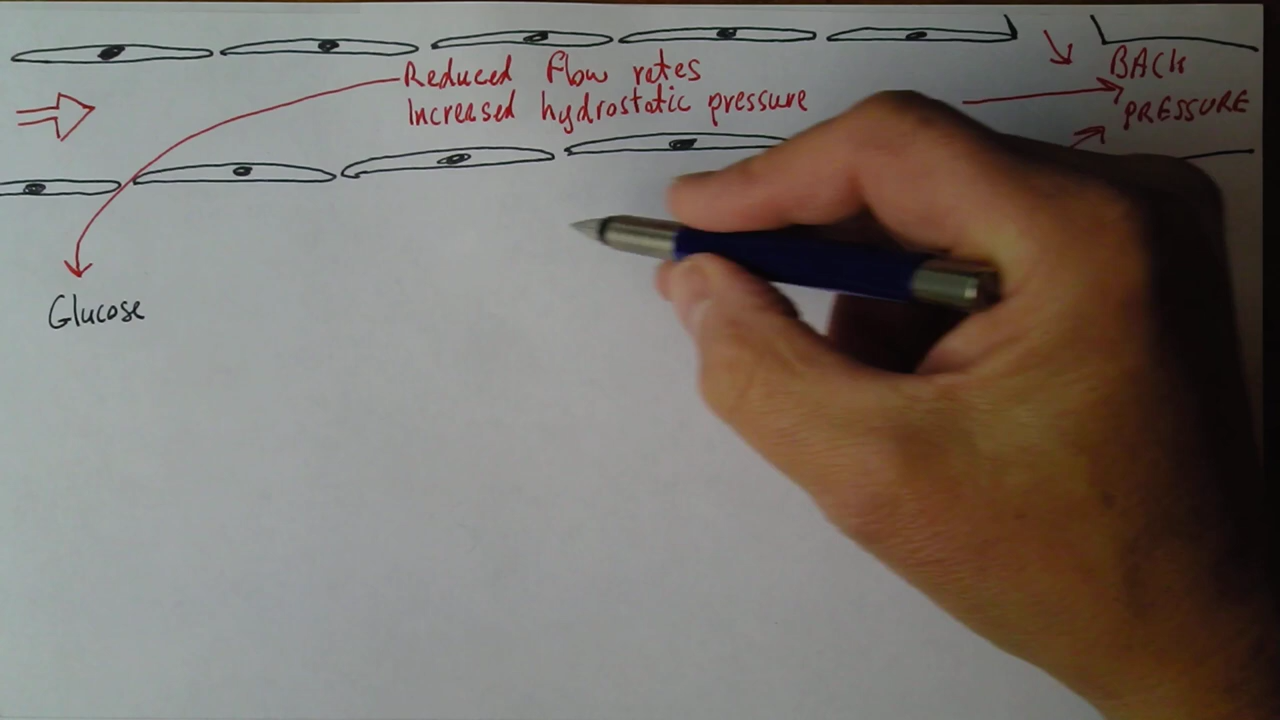 Reduced flow rates
Increased hydrostatic pressure
BACK
PRESSURE
Glucose